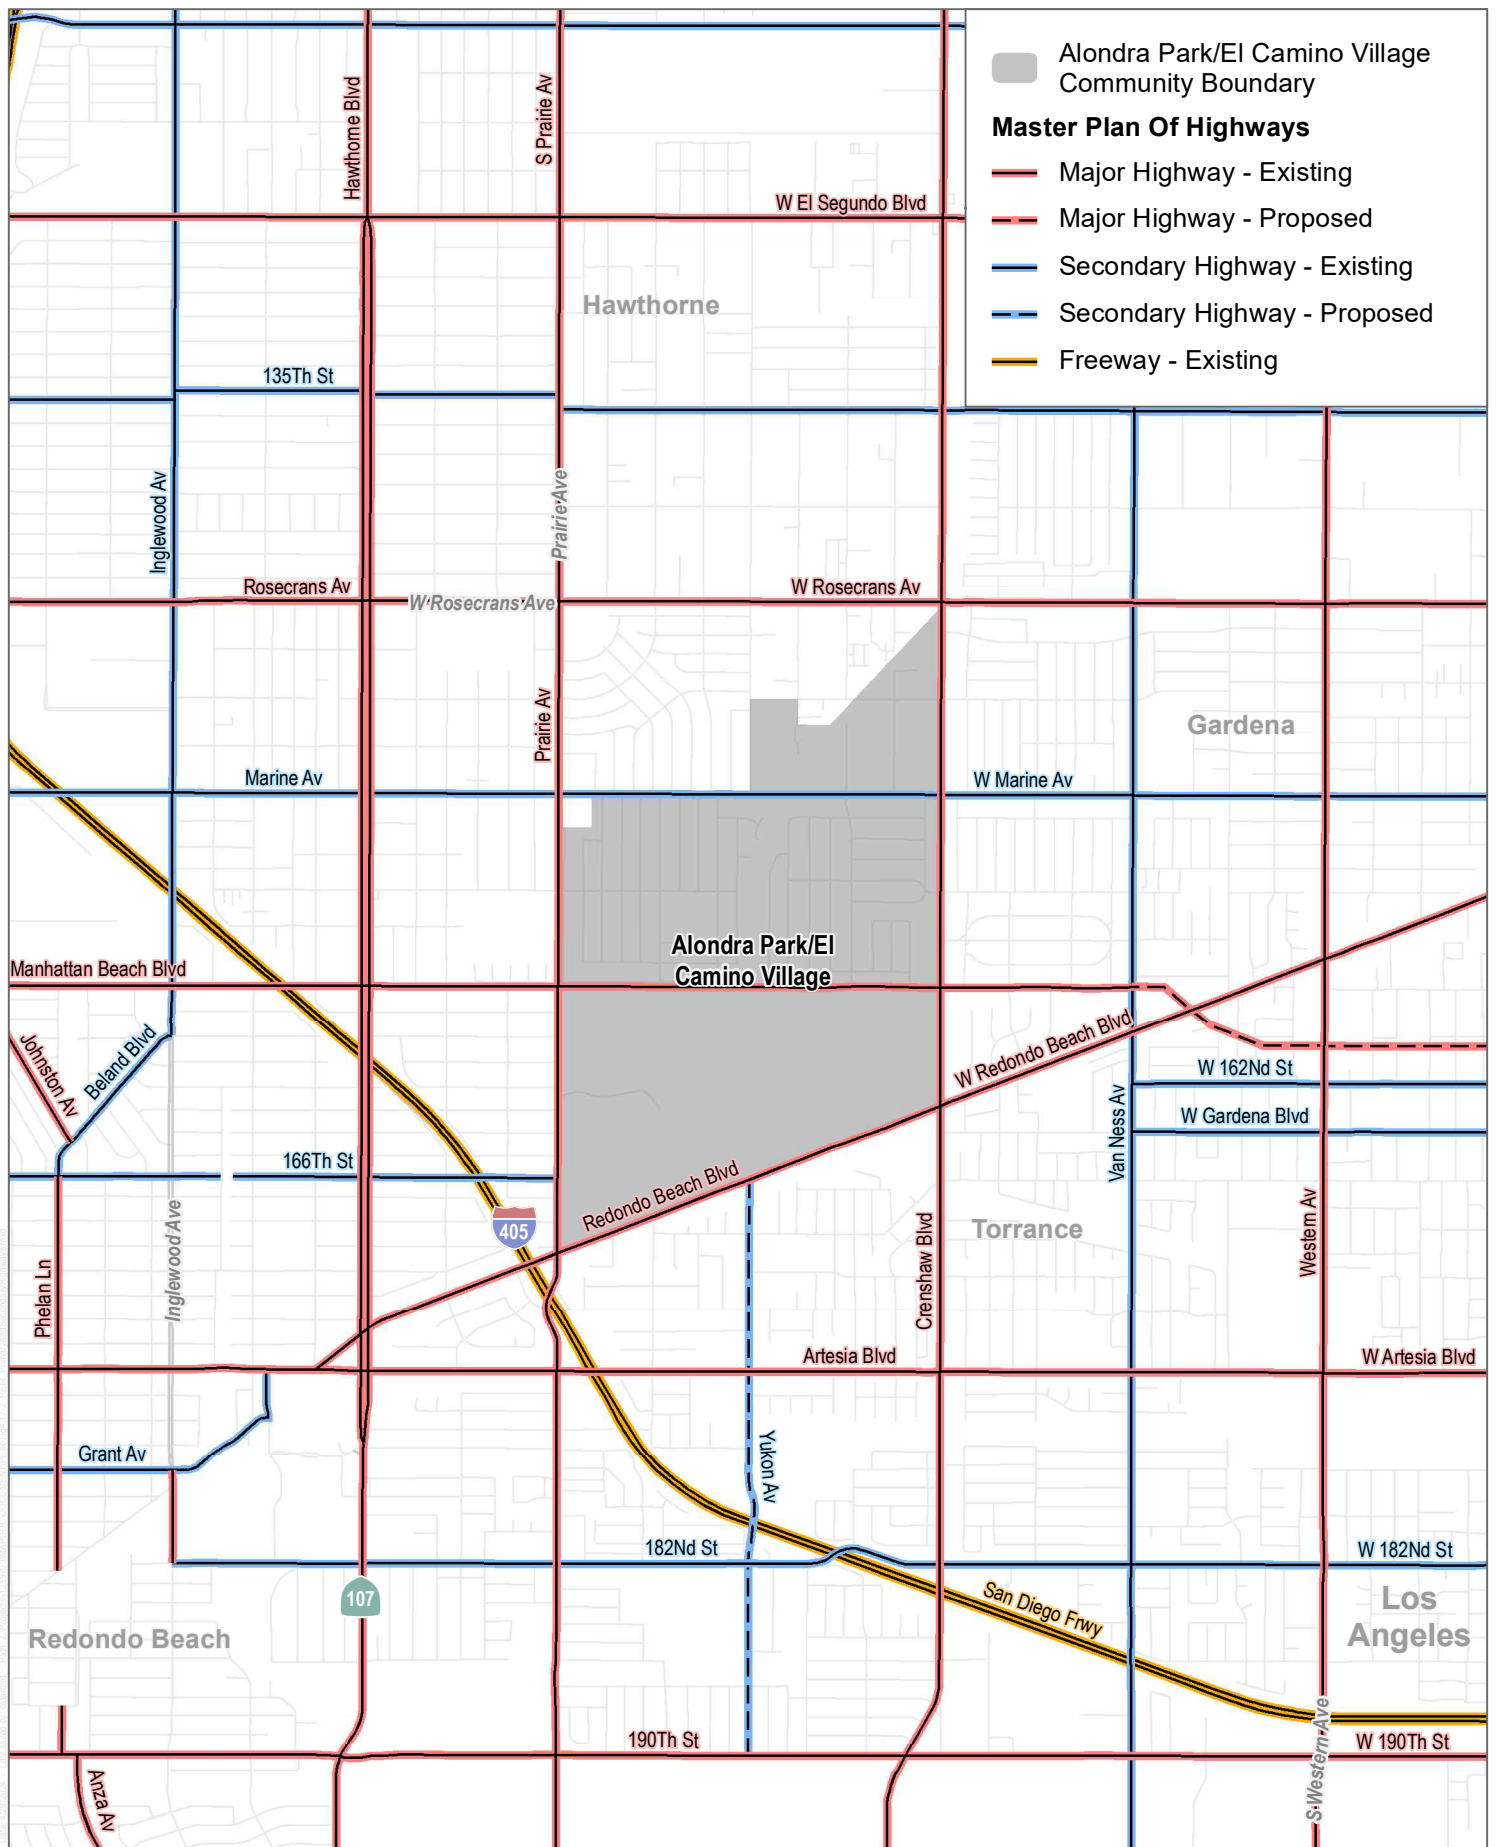 Alondra Park/El Camino Village
Community Boundary
Master Plan Of Highways
Major Highway - Existing
Major Highway - Proposed
Secondary Highway - Existing
Secondary Highway - Proposed
Freeway - Existing
Hawthorne Blvd
S Prairie Av
W El Segundo Blvd
Hawthorne
135Th St
Inglewood Av
Prairie Ave
Rosecrans Av
W Rosecrans Ave
W Rosecrans Av
Prairie Av
Gardena
Marine Av
W Marine Av
Alondra Park/El
Camino Village
Manhattan Beach Blvd
Johnston Av
Beland Blvd
W Redondo Beach Blvd
W 162Nd St
W Gardena Blvd
Van Ness Av
166Th St
Redondo Beach Blvd
405
Inglewood Ave
Phelan Ln
Crenshaw Blvd
Torrance
Western Av
Artesia Blvd
W Artesia Blvd
Grant Av
Yukon Av
182Nd St
W 182Nd St
107
San Diego Frwy
Los
Angeles
Redondo Beach
190Th St
W 190Th St
S Western Ave
Anza Av